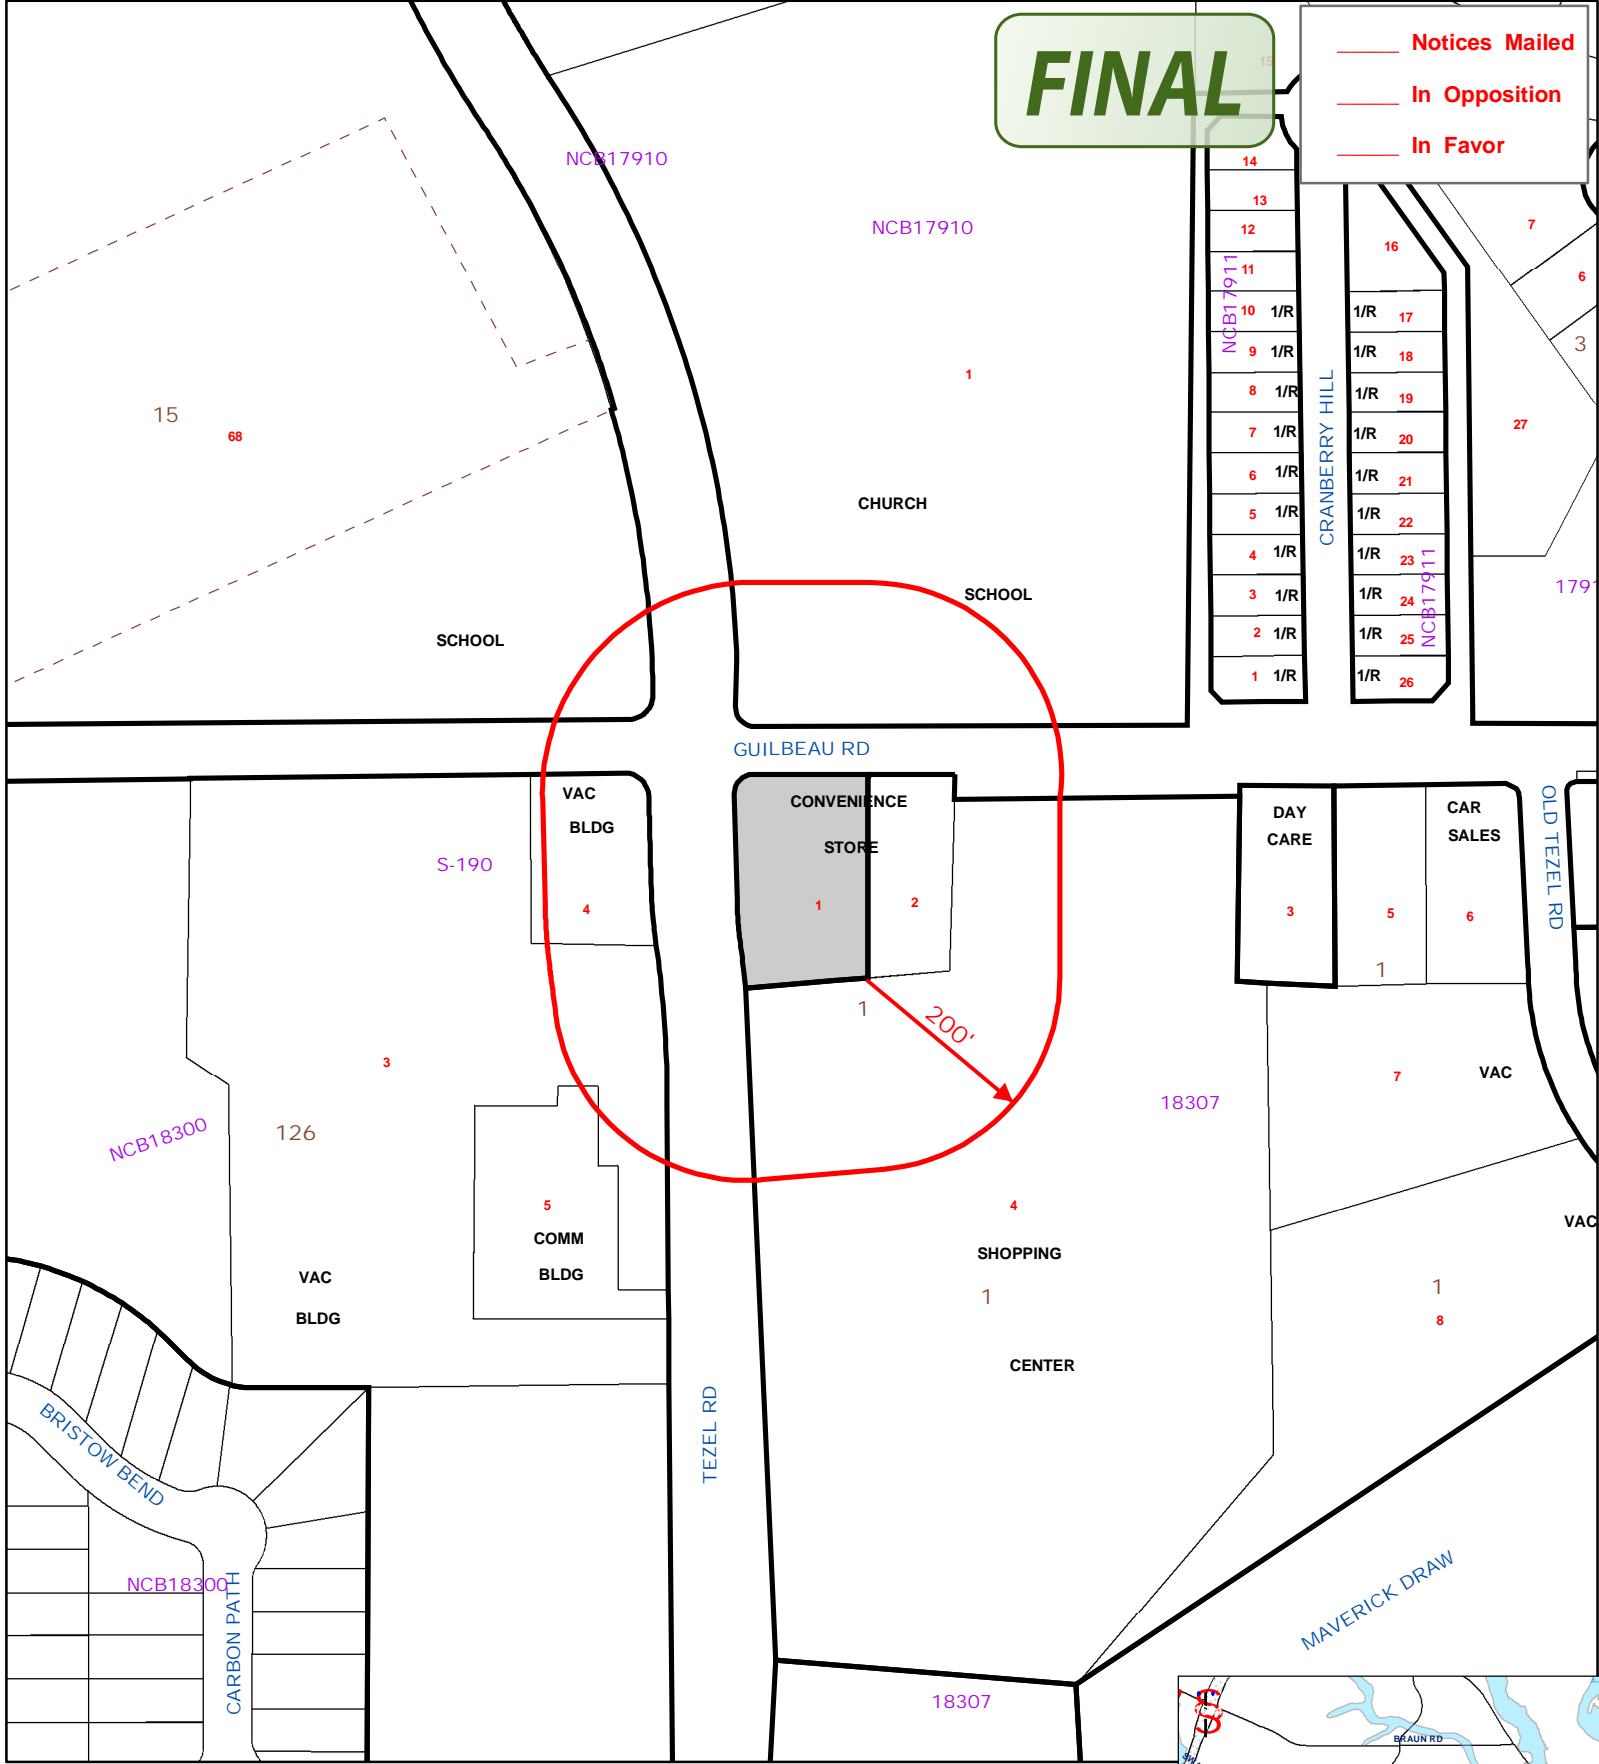 FINAL
_____ Notices Mailed
_____ In Opposition
_____ In Favor
15
NCB17910
NCB17910
14
13
12
11
10 1/R
9 1/R
8 1/R
7 1/R
6 1/R
5 1/R
4 1/R
3 1/R
2 1/R
1 1/R
NCB17911
CRANBERRY HILL
16
1/R 17
1/R 18
1/R 19
1/R 20
1/R 21
1/R 22
1/R 23
1/R 24
1/R 25
1/R 26
NCB17911
7
6
3
27
1791
15
68
1
CHURCH
SCHOOL
SCHOOL
GUILBEAU RD
VAC
BLDG
4
S-190
CONVENIENCE
STORE
1
2
1
200'
DAY
CARE
3
5
CAR
SALES
6
1
OLD TEZEL RD
3
126
NCB18300
18307
7
VAC
VAC
5
COMM
BLDG
VAC
BLDG
4
SHOPPING
1
CENTER
1
8
TEZEL RD
BRISTOW BEND
NCB18300
CARBON PATH
MAVERICK DRAW
18307
BRAUN RD